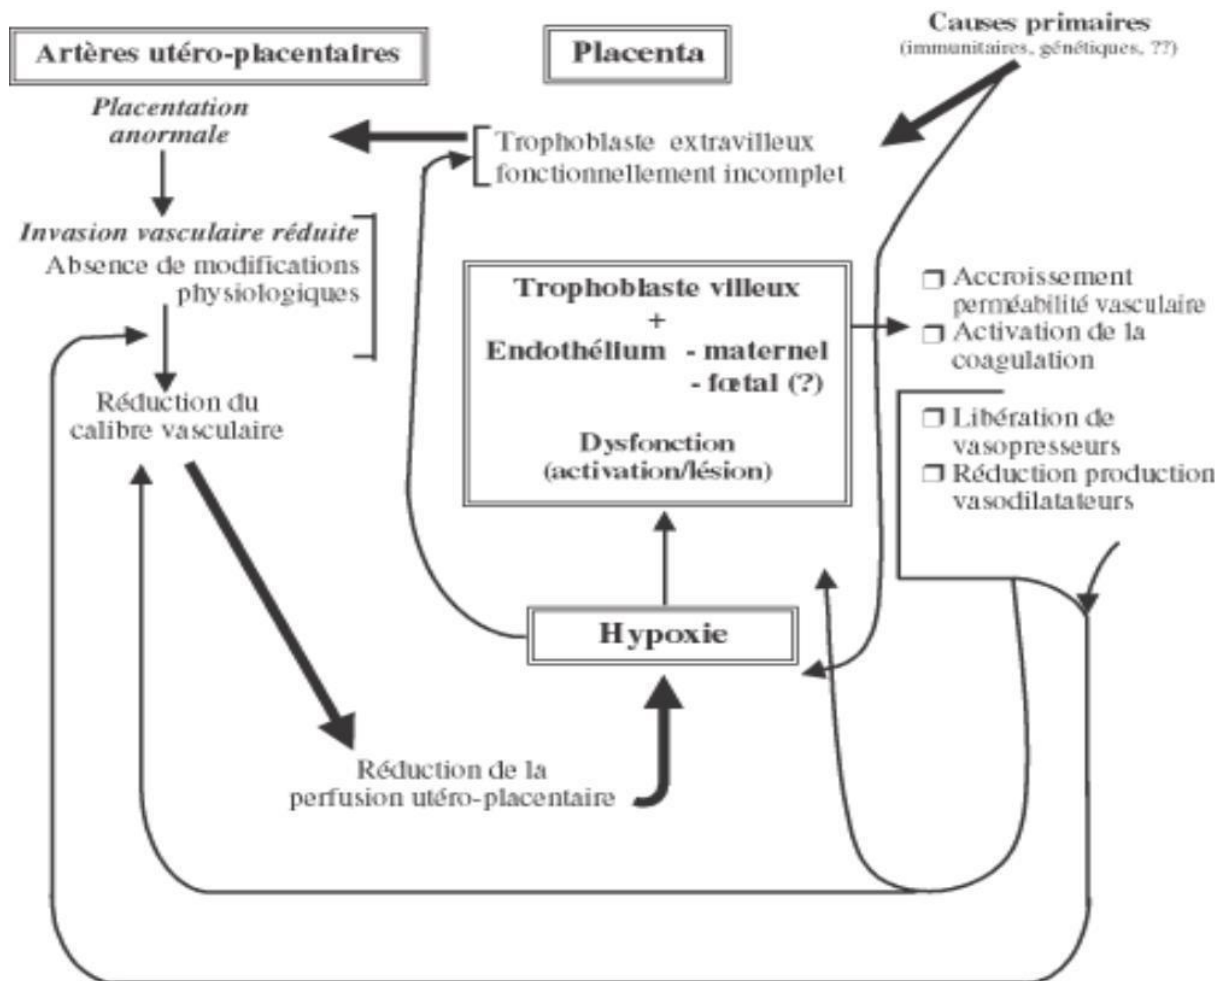 Artères utéro-placentaires
Placenta
Causes primaires
(immunitaires, génétiques, ??)
Placentation
anormale
Trophoblaste extravilleux
fonctionnellement incomplet
Invasion vasculaire réduite
Absence de modifications
physiologiques
Réduction du
calibre vasculaire
Trophoblaste villeux
+
Endothélium - maternel
- fœtal (?)
Dysfonction
(activation/lésion)
❒ Accroissement
perméabilité vasculaire
❒ Activation de la
coagulation
❒ Libération de
vasopresseurs
❒ Réduction production
vasodilatateurs
Hypoxie
Réduction de la
perfusion utéro-placentaire